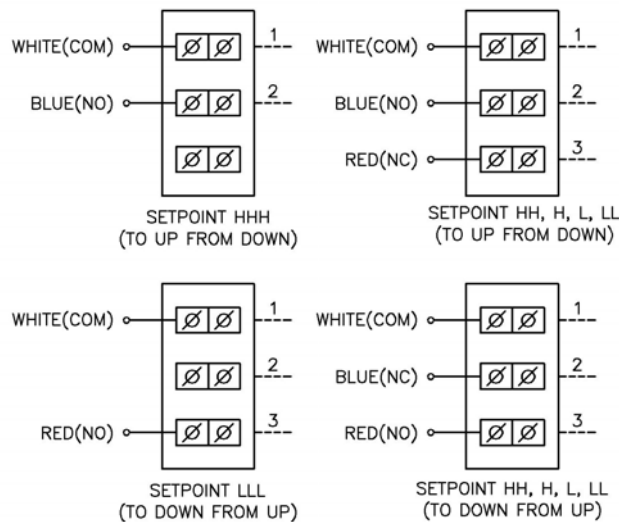 WHITE(COM) 1
BLUE(NO) 2
SETPOINT HHH
(TO UP FROM DOWN)
WHITE(COM) 1
BLUE(NO) 2
RED(NC) 3
SETPOINT HH, H, L, LL
(TO UP FROM DOWN)
WHITE(COM) 1
2
RED(NO) 3
SETPOINT LLL
(TO DOWN FROM UP)
WHITE(COM) 1
BLUE(NC) 2
RED(NO) 3
SETPOINT HH, H, L, LL
(TO DOWN FROM UP)